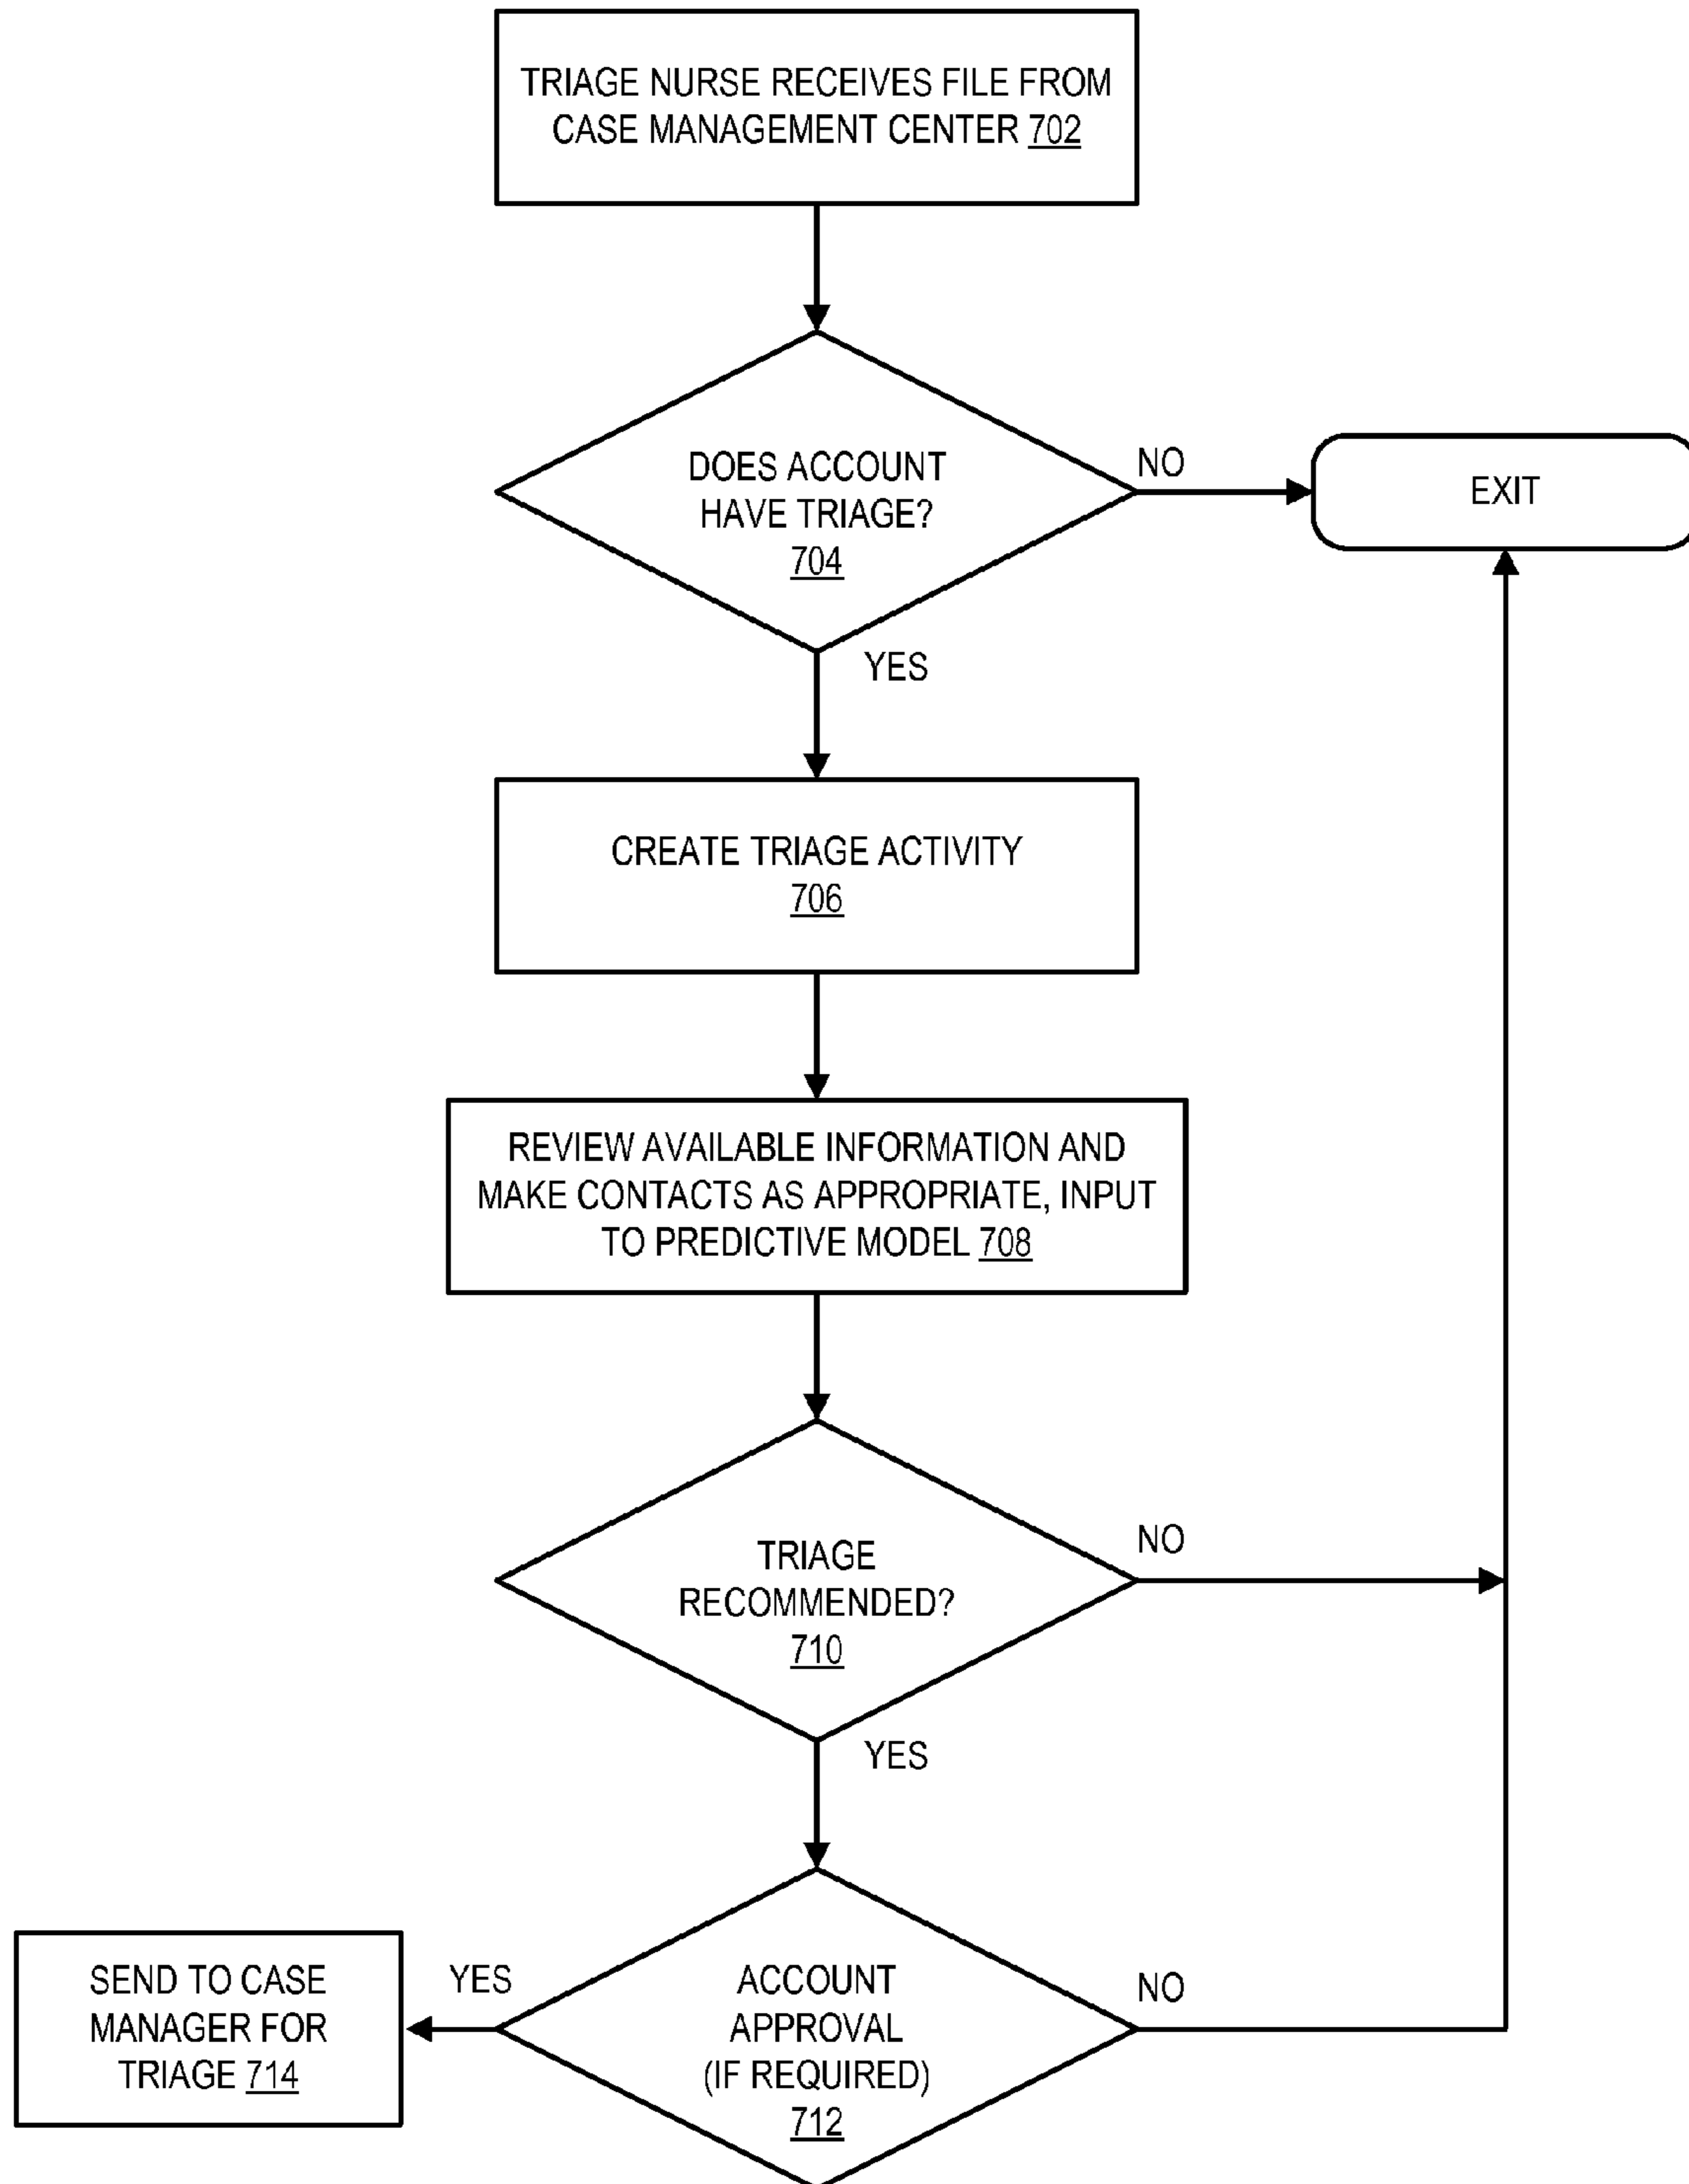 TRIAGE NURSE RECEIVES FILE FROM
CASE MANAGEMENT CENTER 702
DOES ACCOUNT
HAVE TRIAGE?
704
NO
EXIT
YES
CREATE TRIAGE ACTIVITY
706
REVIEW AVAILABLE INFORMATION AND
MAKE CONTACTS AS APPROPRIATE, INPUT
TO PREDICTIVE MODEL 708
TRIAGE
RECOMMENDED?
710
NO
YES
ACCOUNT
APPROVAL
(IF REQUIRED)
712
NO
YES
SEND TO CASE
MANAGER FOR
TRIAGE 714